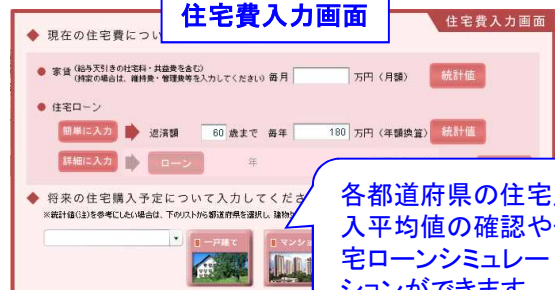 住宅費入力画面
住宅費入力画面
◆ 現在の住宅費につい
● 家賃 (給与天引きの社宅料・共益費を含む)
(持家の場合は、維持費・管理費等を入力してください) 毎月 万円 (月額) 統計値
● 住宅ローン
簡単に入力 返済額 60 歳まで 毎年 180 万円 (年額換算) 統計値
詳細に入力 ローン 年
◆ 将来の住宅購入予定について入力してくださ
※統計値(注)を参考にしたい場合は、下のリストから都道府県を選択し、建物
一戸建て マンショ
各都道府県の住宅
入平均値の確認や
宅ローンシミュレー
ションができます